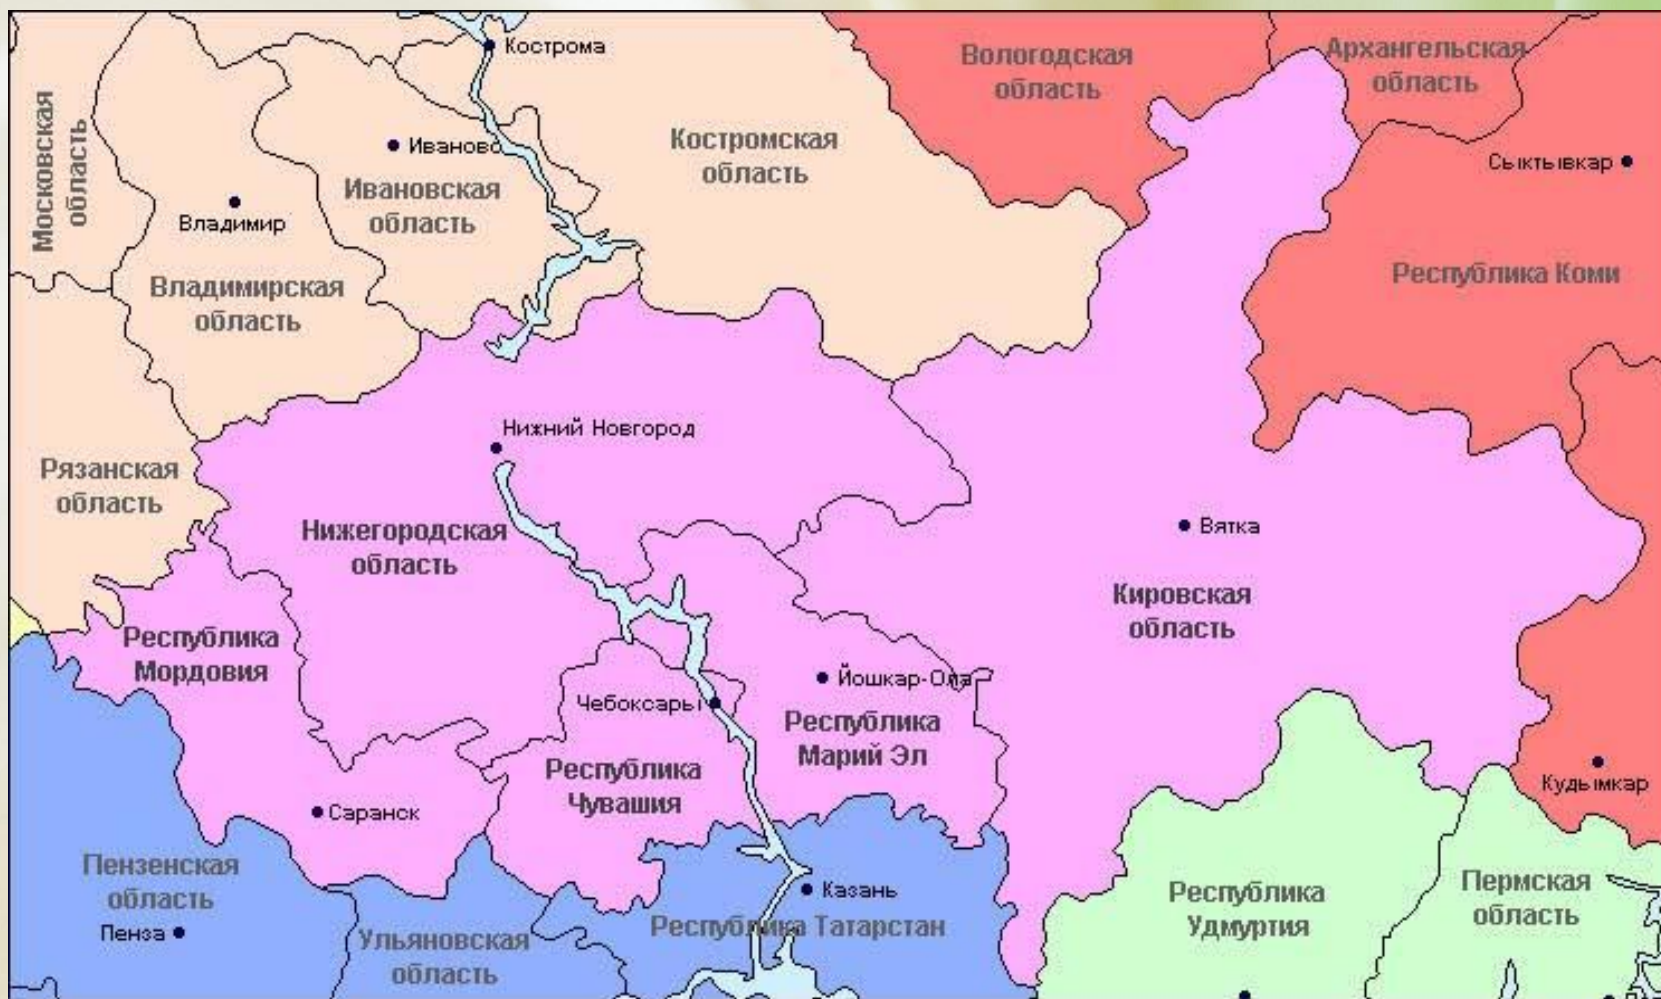 Кострома
Вологодская
область
Архангельская
область
Московская
область
Иваново
Костромская
область
Сыктывкар
Ивановская
область
Владимир
Владимирская
область
Республика Коми
Нижний Новгород
Рязанская
область
Нижегородская
область
Вятка
Кировская
область
Республика
Мордовия
Йошкар-Ола
Чебоксары
Республика
Марий Эл
Республика
Чувашия
Кудымкар
Саранск
Пензенская
область
Казань
Республика
Удмуртия
Пермская
область
Пенза
Ульяновская
область
Республика Татарстан